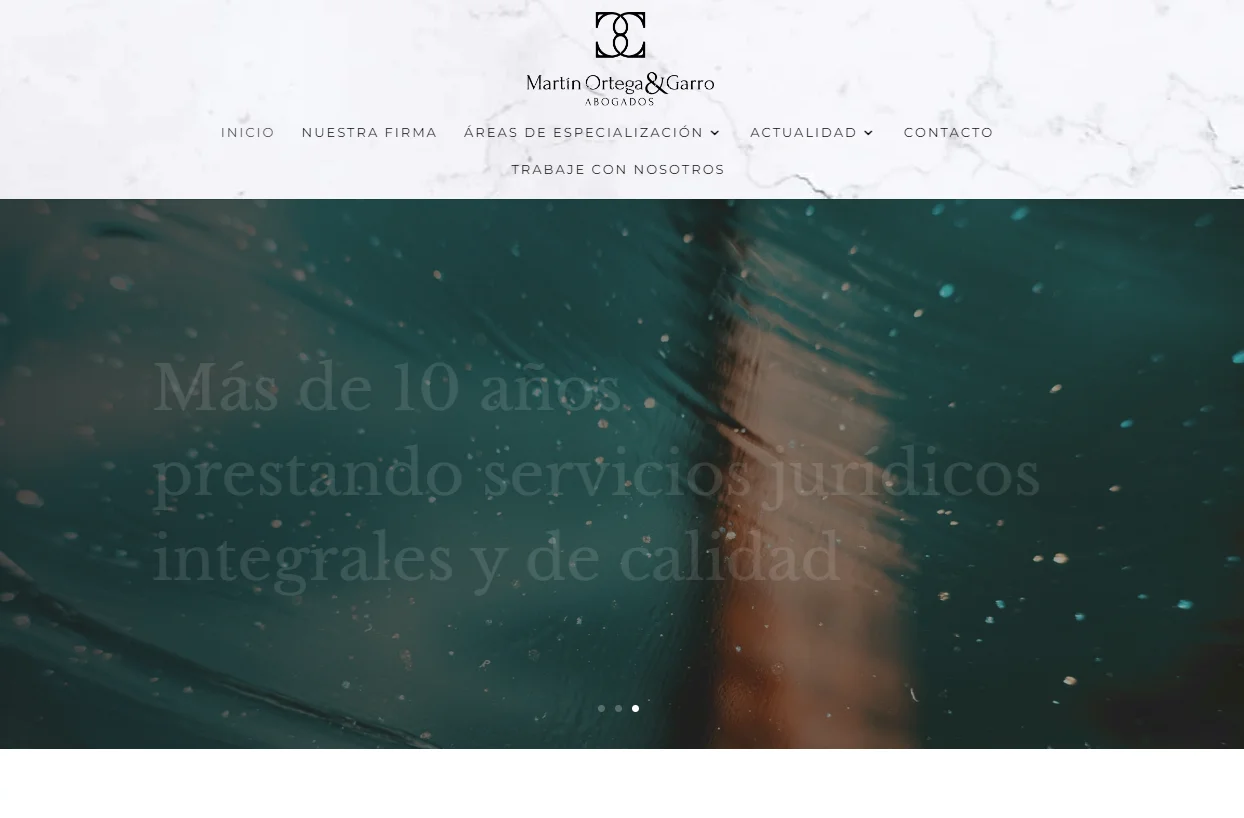 Martín Ortega&Garro
ABOGADOS
INICIO NUESTRA FIRMA ÁREAS DE ESPECIALIZACIÓN ACTUALIDAD CONTACTO
TRABAJE CON NOSOTROS
Más de 10 años
prestando servicios jurídicos
integrales y de calidad